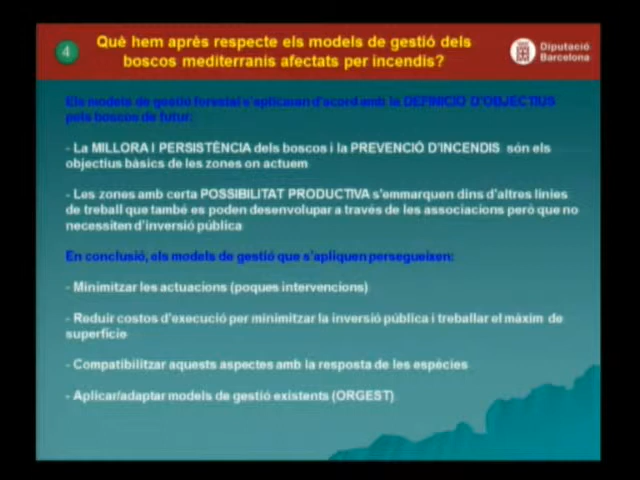 4
Què hem après respecte els models de gestió dels
boscos mediterranis afectats per incendis?
Diputació
Barcelona
Els models de gestió forestal s'aplicaran d'acord amb la DEFINICIÓ D'OBJECTIUS
pels boscos de futur:
- La MILLORA I PERSISTÈNCIA dels boscos i la PREVENCIÓ D'INCENDIS són els
objectius bàsics de les zones on actuem
- Les zones amb certa POSSIBILITAT PRODUCTIVA s'emmarquen dins d'altres línies
de treball que també es poden desenvolupar a través de les associacions però que no
necessiten d'inversió pública
En conclusió, els models de gestió que s'apliquen persegueixen:
- Minimitzar les actuacions (poques intervencions)
- Reduir costos d'execució per minimitzar la inversió pública i treballar el màxim de
superfície
- Compatibilitzar aquests aspectes amb la resposta de les espècies
- Aplicar/adaptar models de gestió existents (ORGEST)